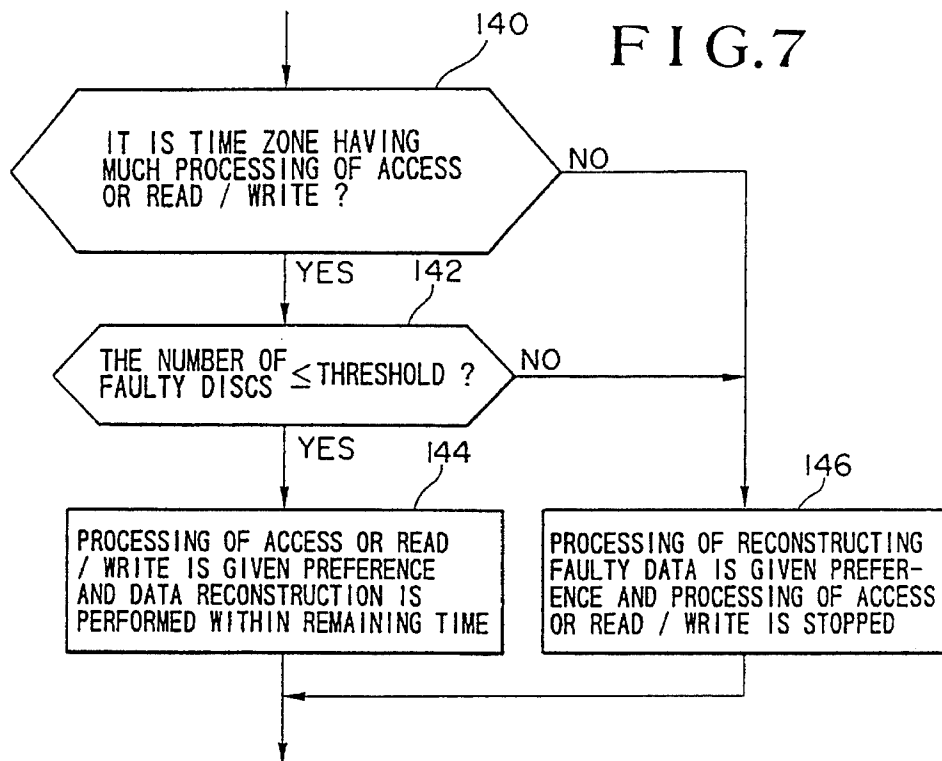 140
FIG.7
IT IS TIME ZONE HAVING
MUCH PROCESSING OF ACCESS
OR READ / WRITE ?
NO
YES
142
THE NUMBER OF
FAULTY DISCS ≤ THRESHOLD ?
NO
YES
144
PROCESSING OF ACCESS OR READ
/ WRITE IS GIVEN PREFERENCE
AND DATA RECONSTRUCTION IS
PERFORMED WITHIN REMAINING TIME
146
PROCESSING OF RECONSTRUCTING
FAULTY DATA IS GIVEN PREFER-
ENCE AND PROCESSING OF ACCESS
OR READ / WRITE IS STOPPED